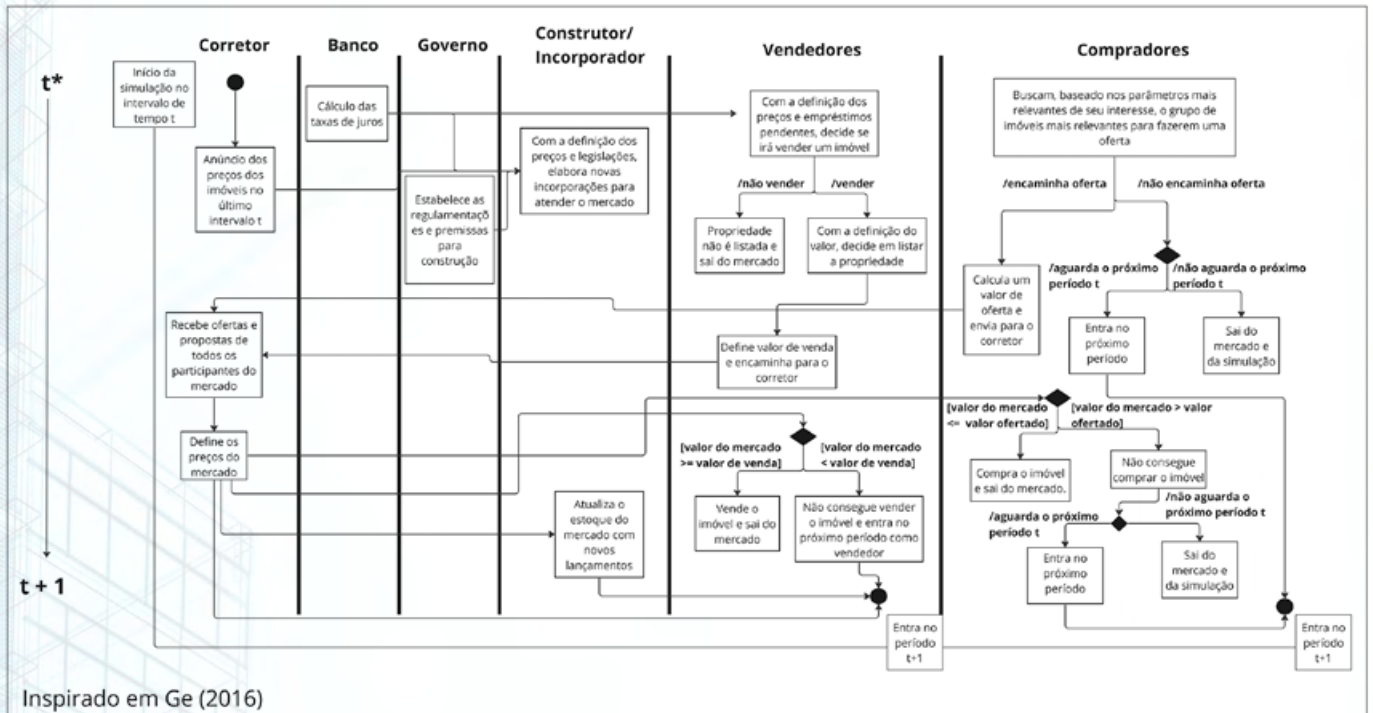 Corretor
Banco
Governo
Construtor/
Incorporador
Vendedores
Compradores
t*
t + 1
Início da
simulação no
intervalo de
tempo t
Anúncio dos
preços dos
imóveis no
último
intervalo t
Recebe ofertas e
propostas de
todos os
participantes do
mercado
Define os
preços do
mercado
Cálculo das
taxas de juros
Estabelece as
regulamentaçõ
es e premissas
para
construção
Com a definição dos
preços e legislações,
elabora novas
incorporações para
atender o mercado
Atualiza o
estoque do
mercado com
novos
lançamentos
Com a definição dos
preços e empréstimos
pendentes, decide se
irá vender um imóvel
/não vender
/vender
Propriedade
não é listada e
sai do mercado
Com a definição do
valor, decide em listar
a propriedade
Define valor de venda
e encaminha para o
corretor
[valor do mercado
>= valor de venda]
[valor do mercado
< valor de venda]
Vende o
imóvel e sai do
mercado
Não consegue vender
o imóvel e entra no
próximo período como
vendedor
Entra no
período
t+1
Buscam, baseado nos parâmetros mais
relevantes de seu interesse, o grupo de
imóveis mais relevantes para fazerem uma
oferta
/encaminha oferta
/não encaminha oferta
Calcula um
valor de
oferta e
envia para o
corretor
/aguarda o próximo
período t
/não aguarda o próximo
período t
Entra no
próximo
período
Sai do
mercado e
da simulação
[valor do mercado
<= valor ofertado]
[valor do mercado > valor
ofertado]
Compra o imóvel
e sai do mercado.
Não consegue
comprar o imóvel
/aguarda o próximo
período t
/não aguarda o
próximo período t
Entra no
próximo
período
Sai do
mercado e
da simulação
Entra no
período
t+1
Inspirado em Ge (2016)